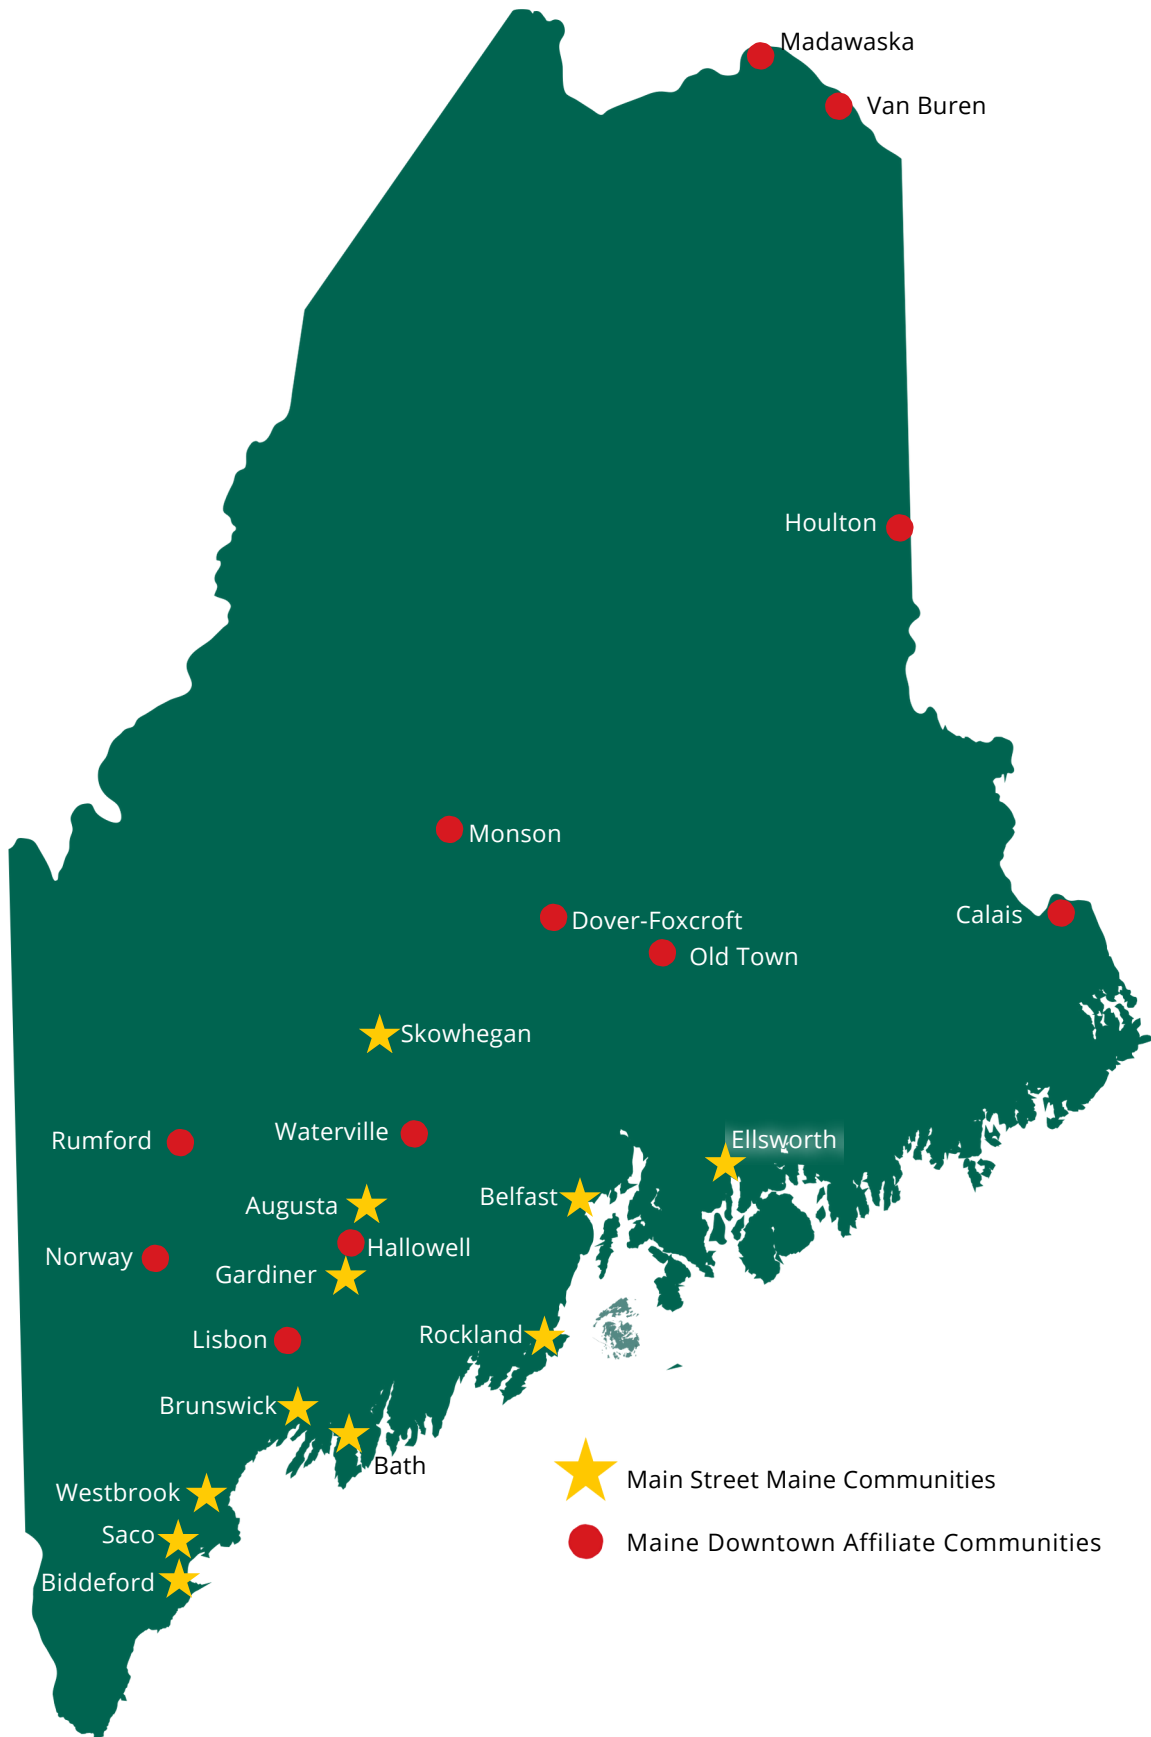 Madawaska
Van Buren
Houlton
Monson
Calais
Dover-Foxcroft
Old Town
Skowhegan
Waterville
Rumford
Ellsworth
Belfast
Augusta
Hallowell
Norway
Gardiner
Rockland
Lisbon
Brunswick
Bath
Main Street Maine Communities
Westbrook
Saco
Maine Downtown Affiliate Communities
Biddeford